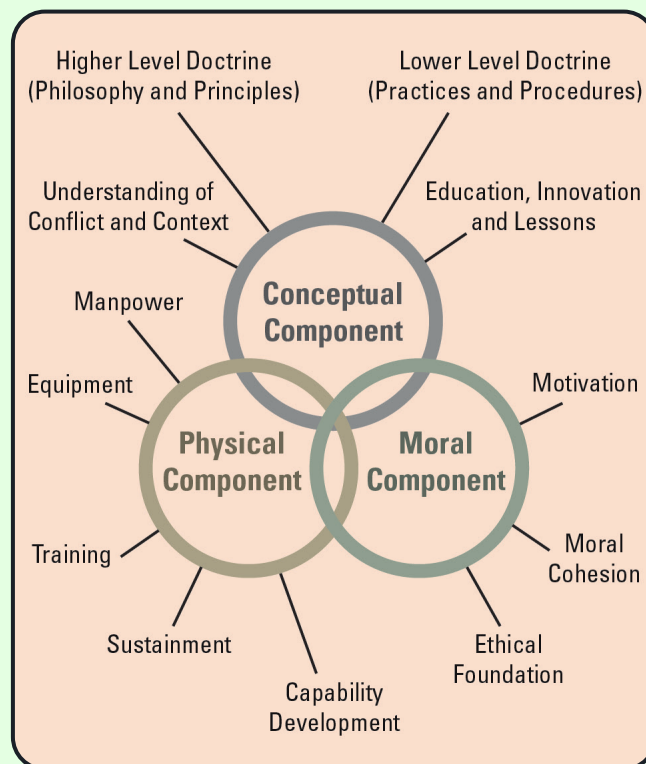 Higher Level Doctrine
(Philosophy and Principles)
Lower Level Doctrine
(Practices and Procedures)
Understanding of
Conflict and Context
Education, Innovation
and Lessons
Conceptual
Component
Manpower
Equipment
Motivation
Physical
Component
Moral
Component
Training
Moral
Cohesion
Sustainment
Ethical
Foundation
Capability
Development